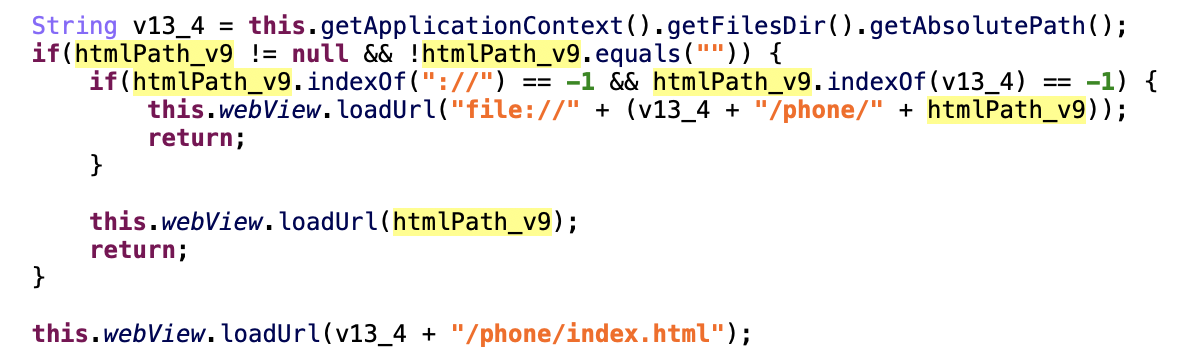 String v13_4 = this.getApplicationContext().getFilesDir().getAbsolutePath();
if(htmlPath_v9 != null && !htmlPath_v9.equals("")) {
    if(htmlPath_v9.indexOf("://") == -1 && htmlPath_v9.indexOf(v13_4) == -1) {
        this.webView.loadUrl("file://" + (v13_4 + "/phone/" + htmlPath_v9));
        return;
    }

    this.webView.loadUrl(htmlPath_v9);
    return;
}

this.webView.loadUrl(v13_4 + "/phone/index.html");